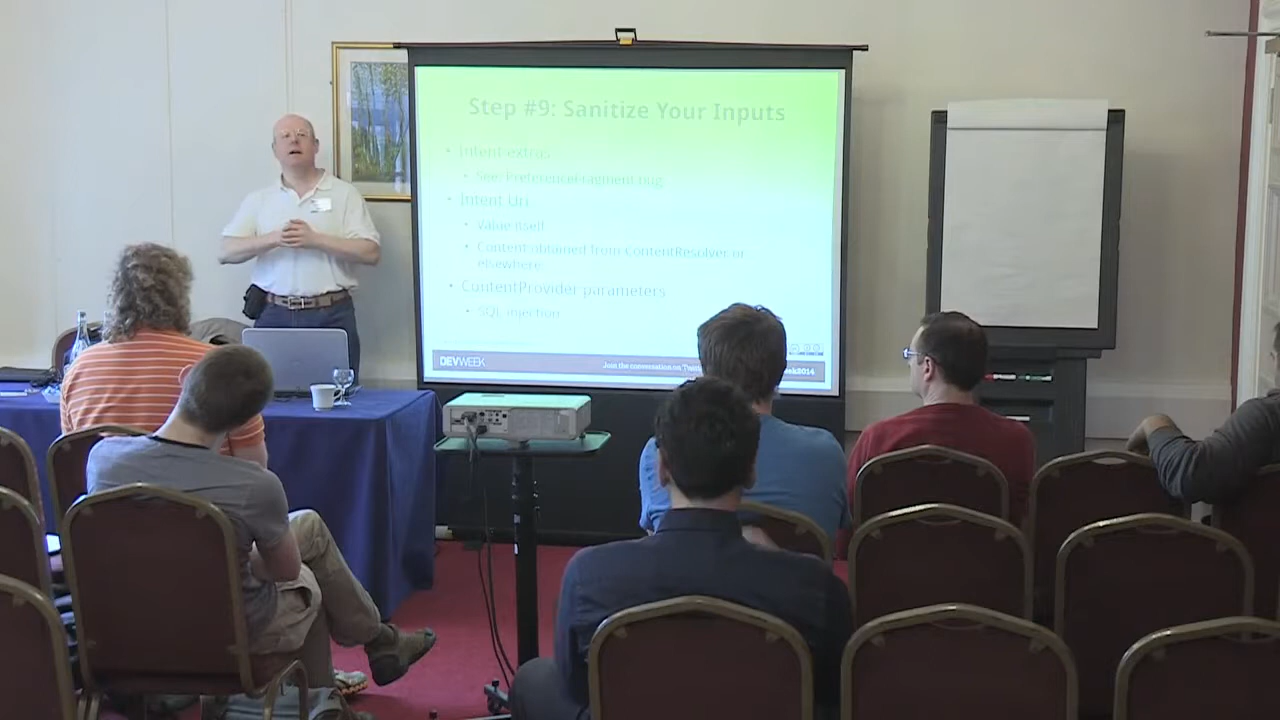 Step #9: Sanitize Your Inputs
• Intent extras
• See: PreferenceFragment bug
• Intent Uri
• Value itself
• Content obtained from ContentResolver or
elsewhere
• ContentProvider parameters
• SQL injection
DEVWEEK
Join the conversation on
2014